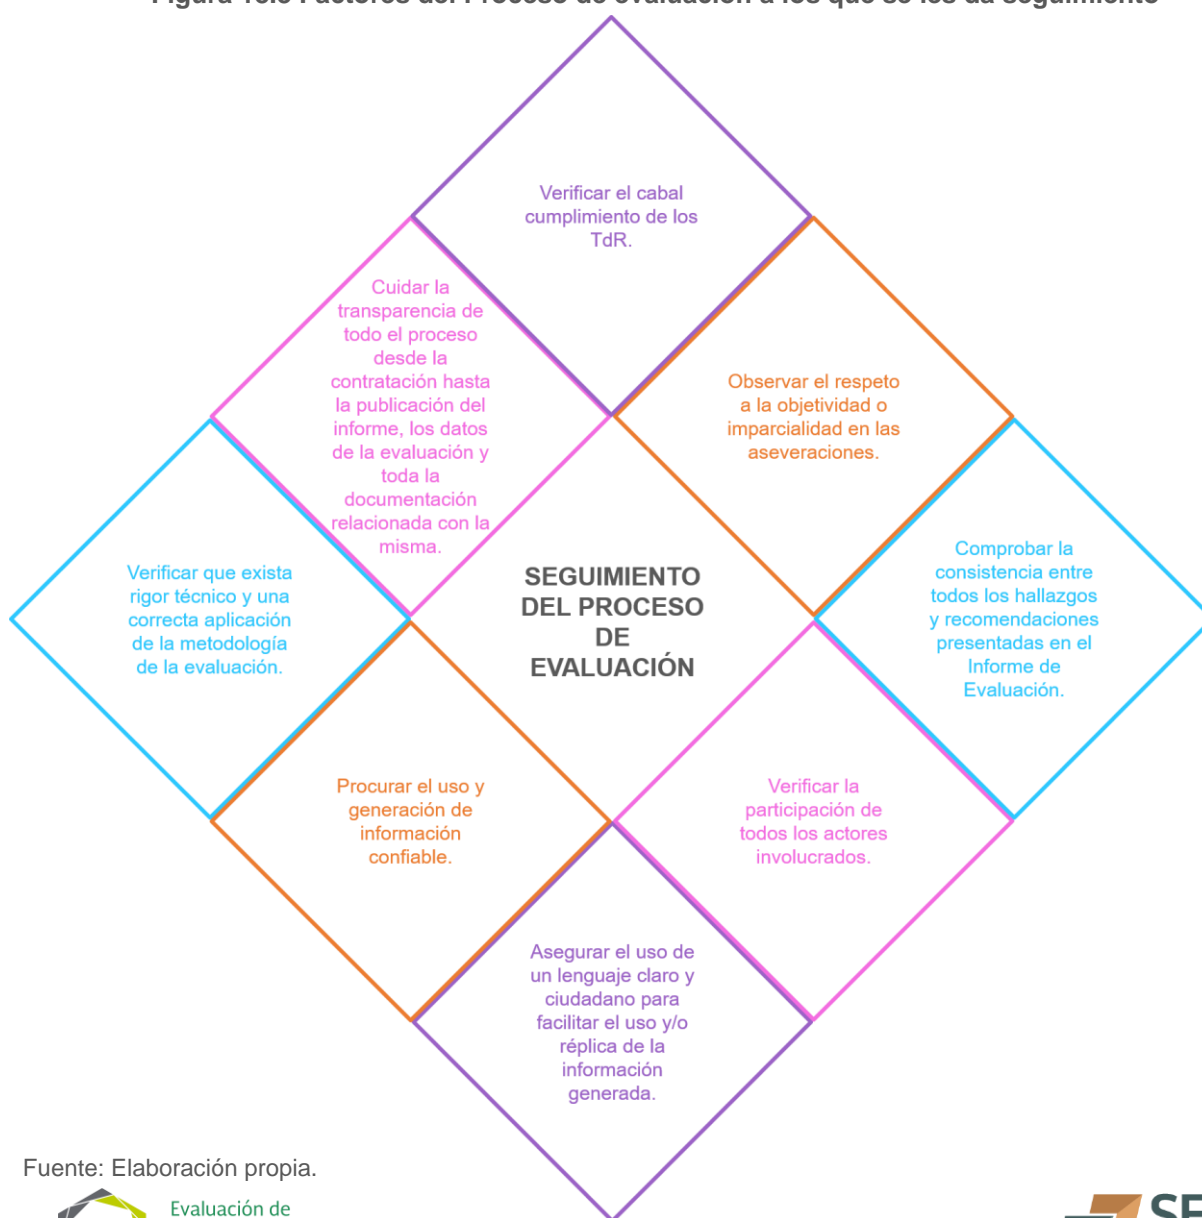 Verificar el cabal
cumplimiento de los
TdR.
Cuidar la
transparencia de
todo el proceso
desde la
contratación hasta
la publicación del
informe, los datos
de la evaluación y
toda la
documentación
relacionada con la
misma.
Observar el respeto
a la objetividad o
imparcialidad en las
aseveraciones.
Verificar que exista
rigor técnico y una
correcta aplicación
de la metodología
de la evaluación.
SEGUIMIENTO
DEL PROCESO
DE
EVALUACIÓN
Comprobar la
consistencia entre
todos los hallazgos
y recomendaciones
presentadas en el
Informe de
Evaluación.
Procurar el uso y
generación de
información
confiable.
Verificar la
participación de
todos los actores
involucrados.
Asegurar el uso de
un lenguaje claro y
ciudadano para
facilitar el uso y/o
réplica de la
información
generada.
Fuente: Elaboración propia.
Evaluación de